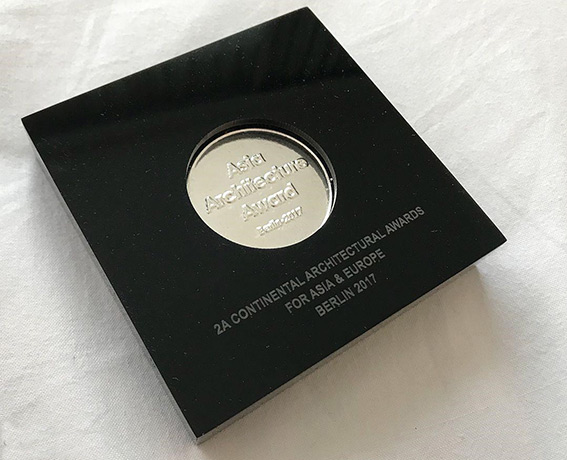 Asia
Architecture
Award
Berlin 2017
2A CONTINENTAL ARCHITECTURAL AWARDS
FOR ASIA & EUROPE
BERLIN 2017